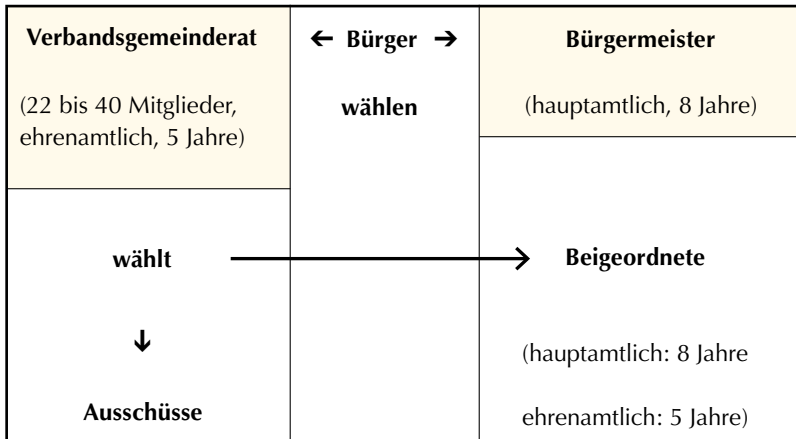 Verbandsgemeinderat
(22 bis 40 Mitglieder,
ehrenamtlich, 5 Jahre)
← Bürger →
wählen
Bürgermeister
(hauptamtlich, 8 Jahre)
wählt
↓
Ausschüsse
Beigeordnete
(hauptamtlich: 8 Jahre
ehrenamtlich: 5 Jahre)